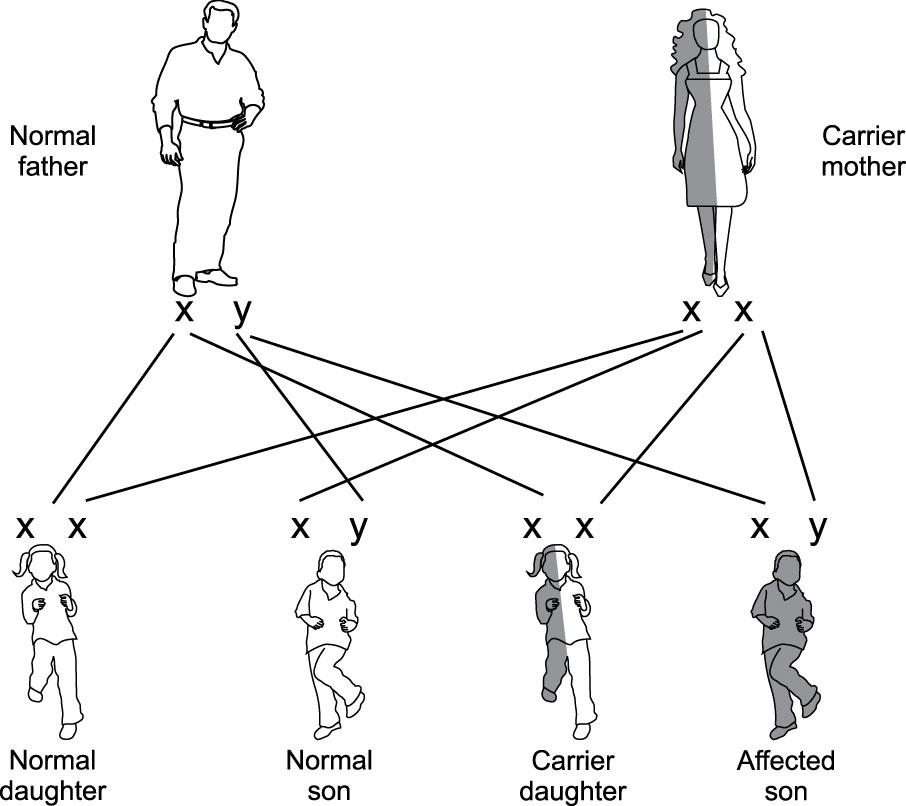 Normal
father
Carrier
mother
x y
x x
x x
x y
x x
x y
Normal
daughter
Normal
son
Carrier
daughter
Affected
son